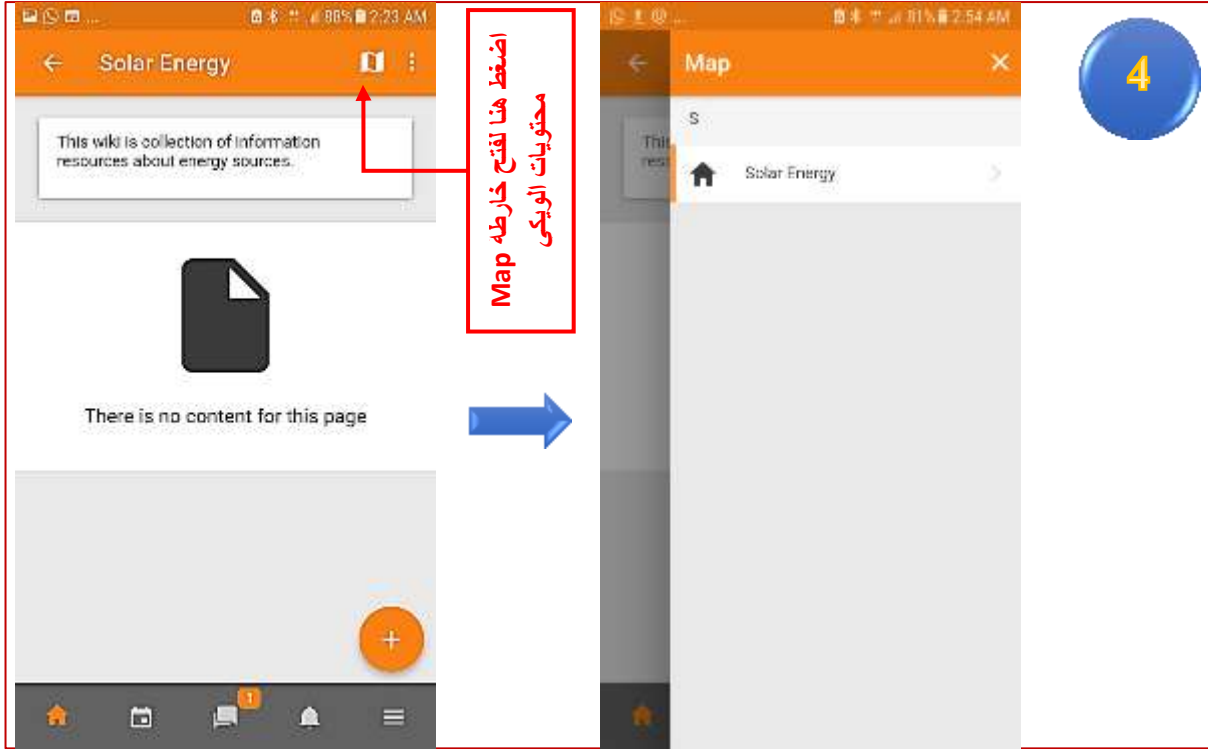 88% 2:23 AM
Solar Energy
This wiki is collection of information
resources about energy sources.
There is no content for this page
1
اضغط هنا لفتح خارطه Map
محتويات الويكى
81% 2:54 AM
Map
This
S
Solar Energy
4